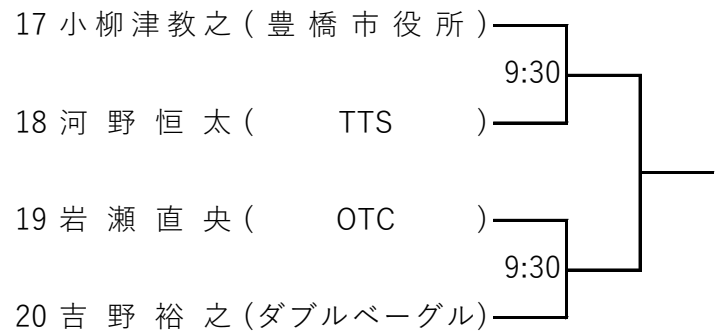 17 小柳津教之 ( 豊橋市役所 )
9:30
18 河野恒太 ( TTS )
19 岩瀬直央 ( OTC )
9:30
20 吉野裕之 (ダブルベーグル)